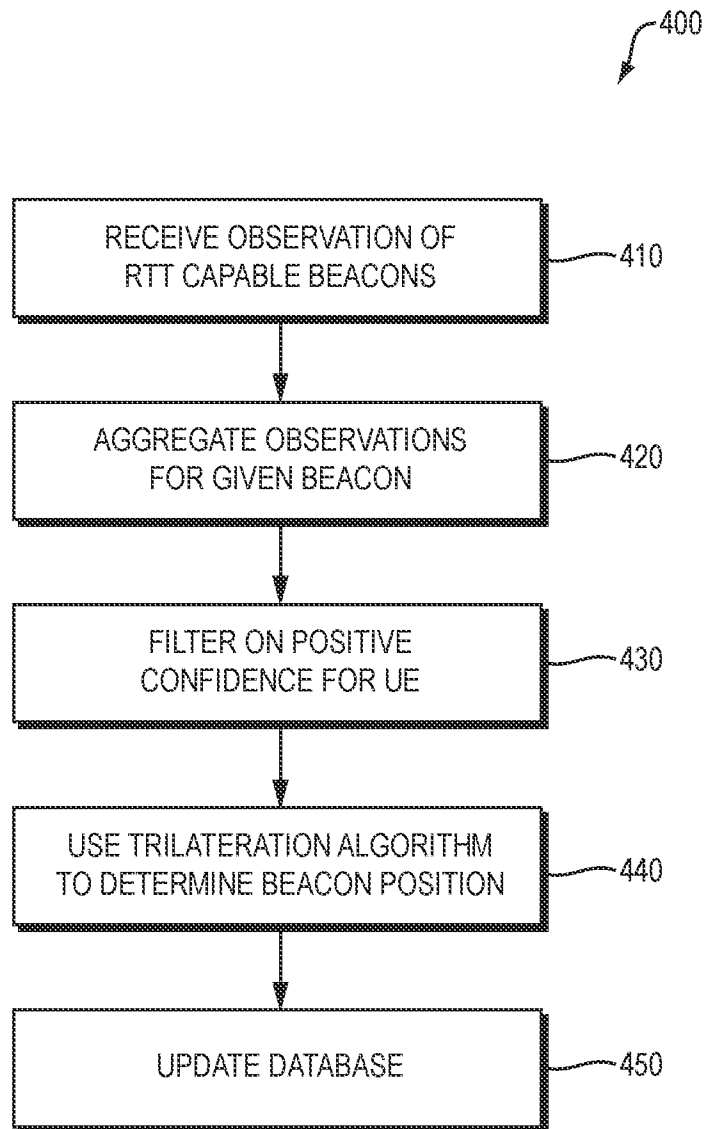 400
RECEIVE OBSERVATION OF
RTT CAPABLE BEACONS
410
AGGREGATE OBSERVATIONS
FOR GIVEN BEACON
420
FILTER ON POSITIVE
CONFIDENCE FOR UE
430
USE TRILATERATION ALGORITHM
TO DETERMINE BEACON POSITION
440
UPDATE DATABASE
450